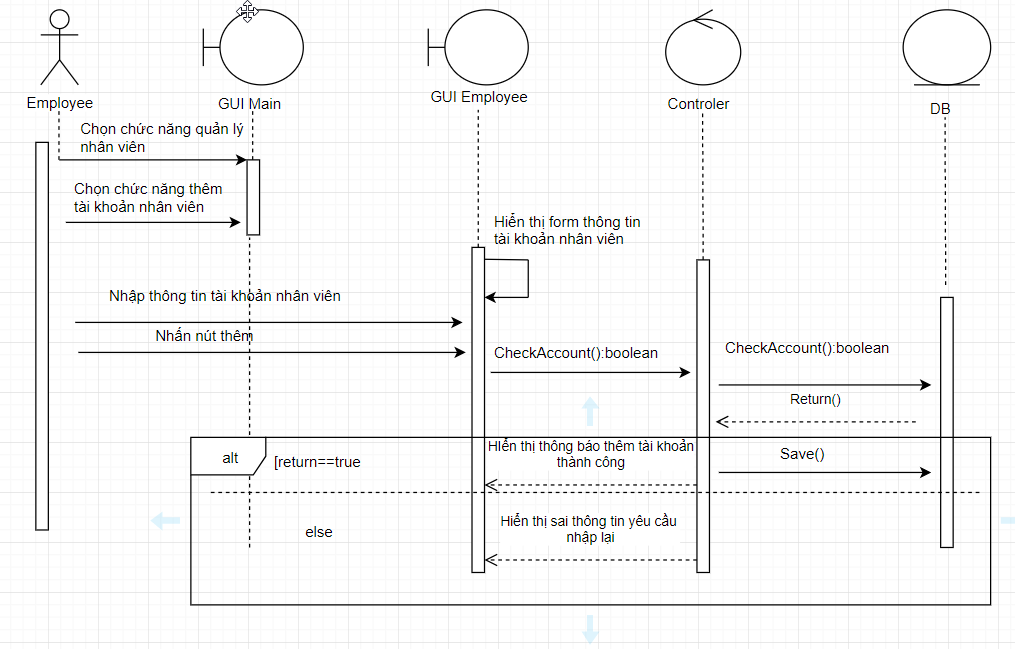 Employee
GUI Main
GUI Employee
Controler
DB
Chọn chức năng quản lý
nhân viên
Chọn chức năng thêm
tài khoản nhân viên
Hiển thị form thông tin
tài khoản nhân viên
Nhập thông tin tài khoản nhân viên
Nhấn nút thêm
CheckAccount():boolean
CheckAccount():boolean
Return()
alt
[return==true
Hiển thị thông báo thêm tài khoản
thành công
Save()
else
Hiển thị sai thông tin yêu cầu
nhập lại